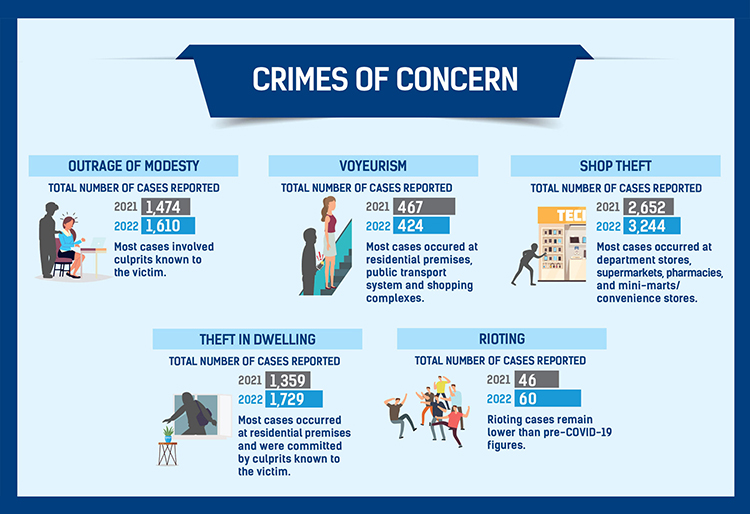 CRIMES OF CONCERN
OUTRAGE OF MODESTY
TOTAL NUMBER OF CASES REPORTED
2021 1,474
2022 1,610
Most cases involved
culprits known to
the victim.
VOYEURISM
TOTAL NUMBER OF CASES REPORTED
2021 467
2022 424
Most cases occured at
residential premises,
public transport
system and shopping
complexes.
SHOP THEFT
TOTAL NUMBER OF CASES REPORTED
2021 2,652
2022 3,244
TECH
Most cases occurred at
department stores,
supermarkets, pharmacies,
and mini-marts/
convenience stores.
THEFT IN DWELLING
TOTAL NUMBER OF CASES REPORTED
2021 1,359
2022 1,729
Most cases occurred
at residential premises
and were committed
by culprits known to
the victim.
RIOTING
TOTAL NUMBER OF CASES REPORTED
2021 46
2022 60
Rioting cases remain
lower than pre-COVID-19
figures.